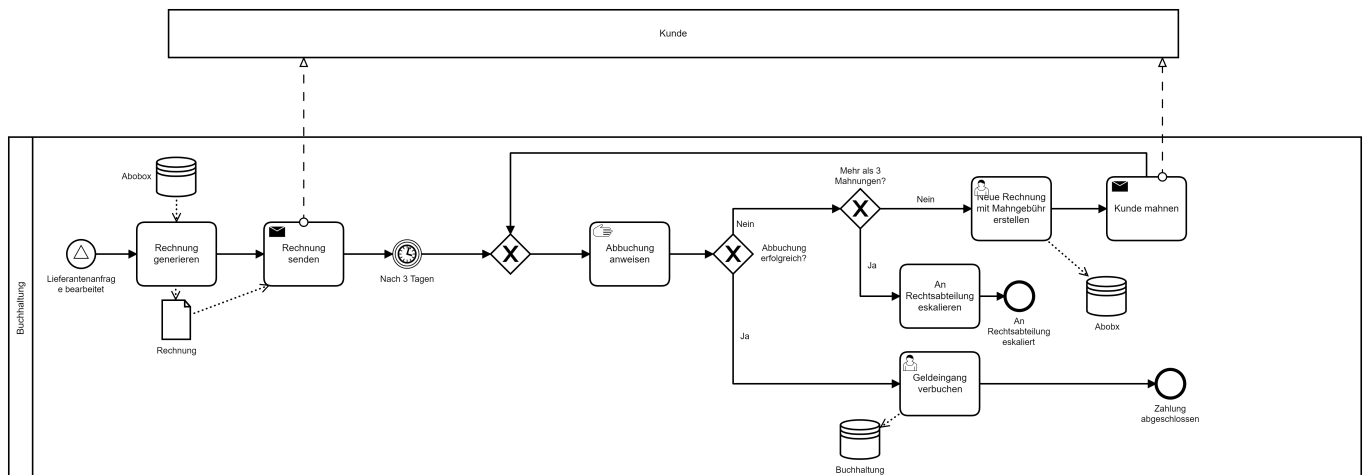 Kunde
Buchhaltung
Abobox
Lieferantenanfrag
e bearbeitet
Rechnung
generieren
Rechnung
Rechnung
senden
Nach 3 Tagen
Abbuchung
anweisen
Abbuchung
erfolgreich?
Nein
Ja
Mehr als 3
Mahnungen?
Nein
Ja
Neue Rechnung
mit Mahngebühr
erstellen
Kunde mahnen
Abobx
An
Rechtsabteilung
eskalieren
An
Rechtsabteilung
eskaliert
Geldeingang
verbuchen
Buchhaltung
Zahlung
abgeschlossen